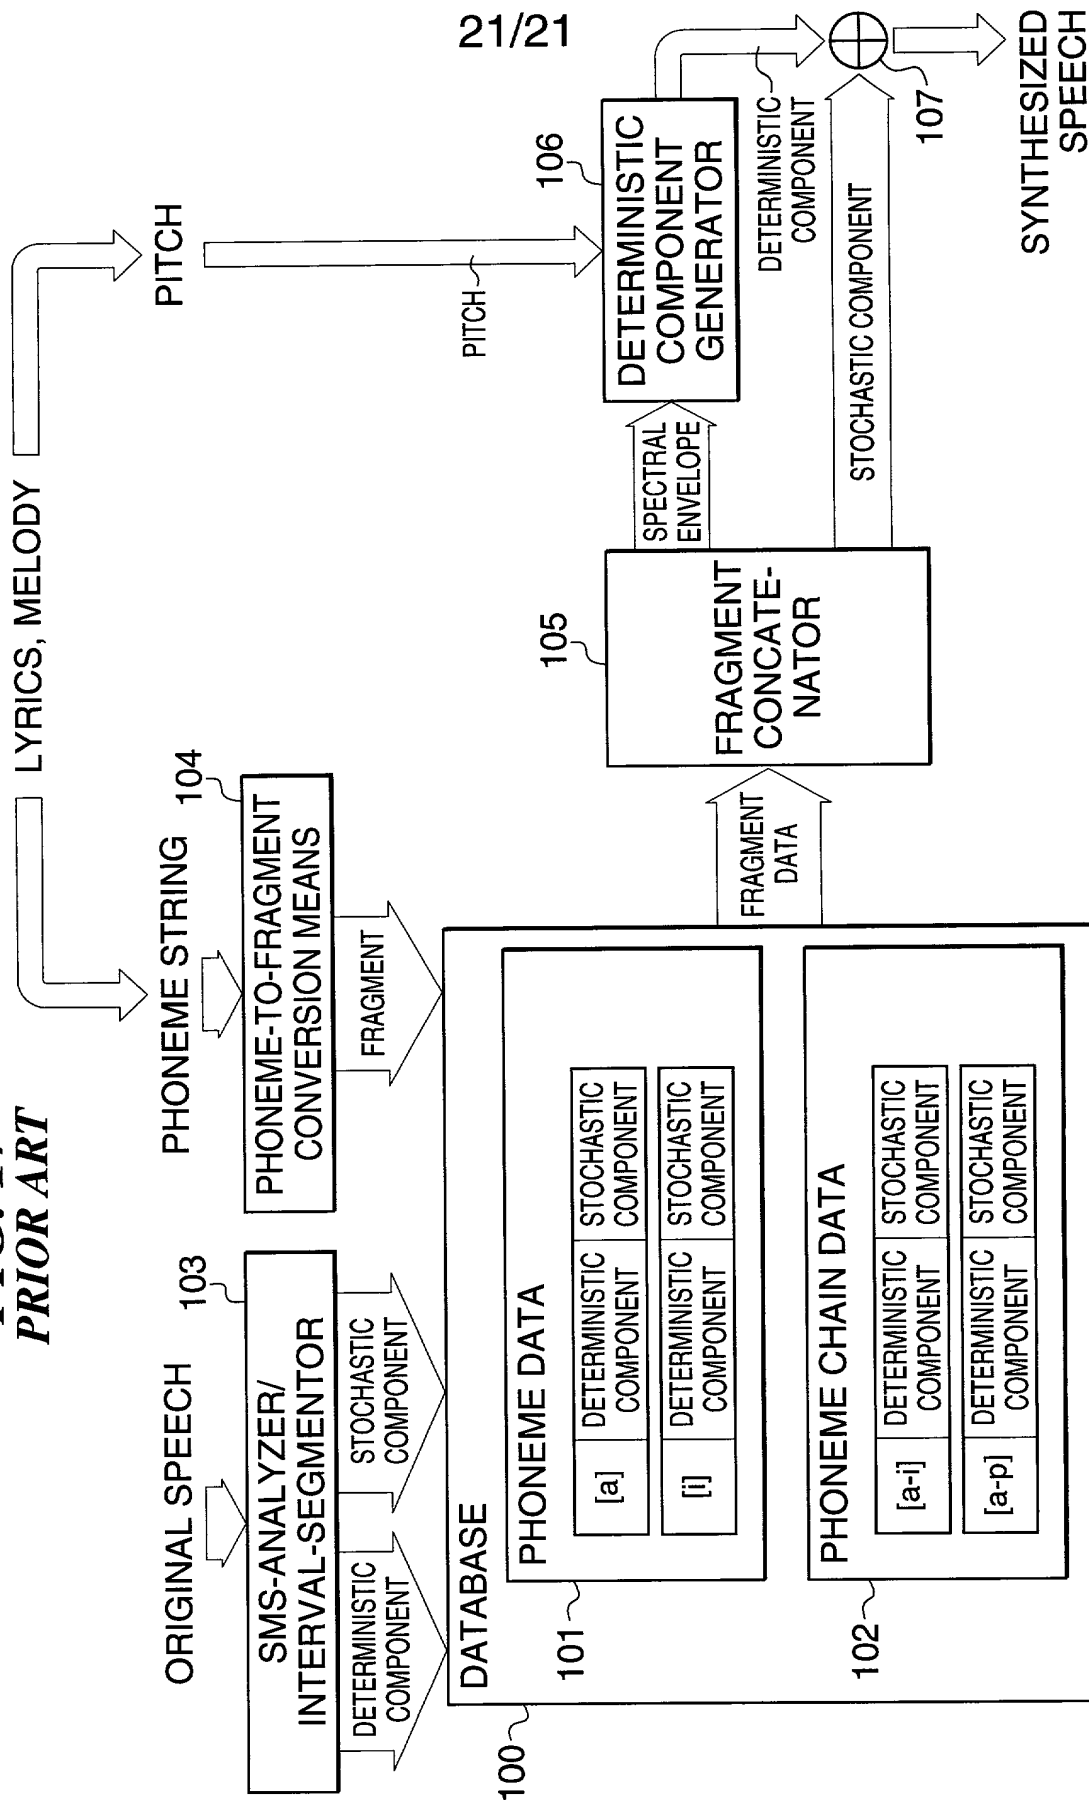 21/21
PRIOR ART
LYRICS, MELODY
ORIGINAL SPEECH
103
SMS-ANALYZER/
INTERVAL-SEGMENTOR
DETERMINISTIC
COMPONENT
STOCHASTIC
COMPONENT
PHONEME STRING
104
PHONEME-TO-FRAGMENT
CONVERSION MEANS
FRAGMENT
PITCH
PITCH
100
DATABASE
101
PHONEME DATA
[a]
DETERMINISTIC
COMPONENT
STOCHASTIC
COMPONENT
[i]
DETERMINISTIC
COMPONENT
STOCHASTIC
COMPONENT
102
PHONEME CHAIN DATA
[a-i]
DETERMINISTIC
COMPONENT
STOCHASTIC
COMPONENT
[a-p]
DETERMINISTIC
COMPONENT
STOCHASTIC
COMPONENT
FRAGMENT
DATA
105
FRAGMENT
CONCATE-
NATOR
SPECTRAL
ENVELOPE
106
DETERMINISTIC
COMPONENT
GENERATOR
DETERMINISTIC
COMPONENT
STOCHASTIC COMPONENT
107
SYNTHESIZED
SPEECH